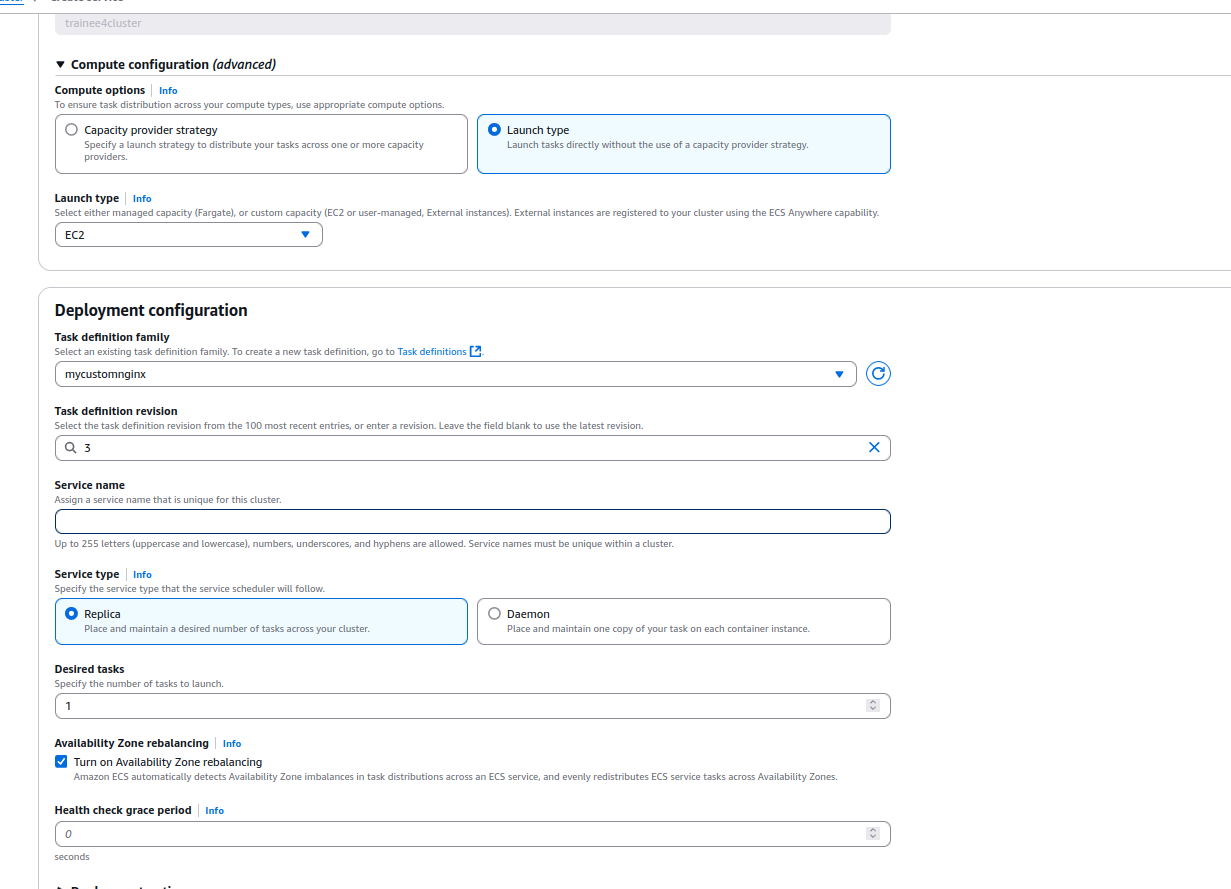 trainee4cluster
Compute configuration (advanced)
Compute options Info
To ensure task distribution across your compute types, use appropriate compute options.
Capacity provider strategy
Specify a launch strategy to distribute your tasks across one or more capacity
providers.
Launch type
Launch tasks directly without the use of a capacity provider strategy.
Launch type Info
Select either managed capacity (Fargate), or custom capacity (EC2 or user-managed, External instances). External instances are registered to your cluster using the ECS Anywhere capability.
EC2
Deployment configuration
Task definition family
Select an existing task definition family. To create a new task definition, go to Task definitions.
mycustomnginx
Task definition revision
Select the task definition revision from the 100 most recent entries, or enter a revision. Leave the field blank to use the latest revision.
3
Service name
Assign a service name that is unique for this cluster.
Up to 255 letters (uppercase and lowercase), numbers, underscores, and hyphens are allowed. Service names must be unique within a cluster.
Service type Info
Specify the service type that the service scheduler will follow.
Replica
Place and maintain a desired number of tasks across your cluster.
Daemon
Place and maintain one copy of your task on each container instance.
Desired tasks
Specify the number of tasks to launch.
1
Availability Zone rebalancing Info
Turn on Availability Zone rebalancing
Amazon ECS automatically detects Availability Zone imbalances in task distributions across an ECS service, and evenly redistributes ECS service tasks across Availability Zones.
Health check grace period Info
0
seconds